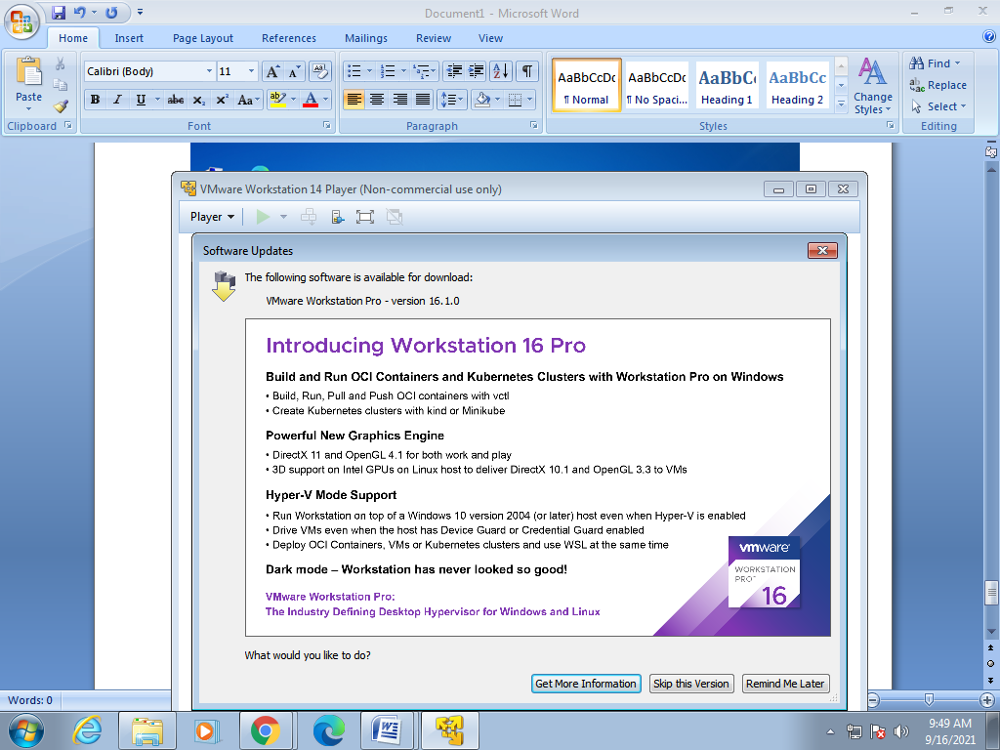 Document1 - Microsoft Word
Home Insert Page Layout References Mailings Review View
Paste
Clipboard
Calibri (Body) 11
B I U abc X₂ X² Aa
Font
Paragraph
AaBbCcDc AaBbCcDc AaBbC AaBbCc
¶ Normal ¶ No Spaci... Heading 1 Heading 2
Change Styles
Styles
Find
Replace
Select
Editing
VMware Workstation 14 Player (Non-commercial use only)
Player
Software Updates
The following software is available for download:
VMware Workstation Pro - version 16.1.0
Introducing Workstation 16 Pro
Build and Run OCI Containers and Kubernetes Clusters with Workstation Pro on Windows
• Build, Run, Pull and Push OCI containers with vctl
• Create Kubernetes clusters with kind or Minikube
Powerful New Graphics Engine
• DirectX 11 and OpenGL 4.1 for both work and play
• 3D support on Intel GPUs on Linux host to deliver DirectX 10.1 and OpenGL 3.3 to VMs
Hyper-V Mode Support
• Run Workstation on top of a Windows 10 version 2004 (or later) host even when Hyper-V is enabled
• Drive VMs even when the host has Device Guard or Credential Guard enabled
• Deploy OCI Containers, VMs or Kubernetes clusters and use WSL at the same time
Dark mode – Workstation has never looked so good!
VMware Workstation Pro:
The Industry Defining Desktop Hypervisor for Windows and Linux
vmware®
WORKSTATION
PRO™
16
What would you like to do?
Get More Information Skip this Version Remind Me Later
Words: 0
9:49 AM
9/16/2021